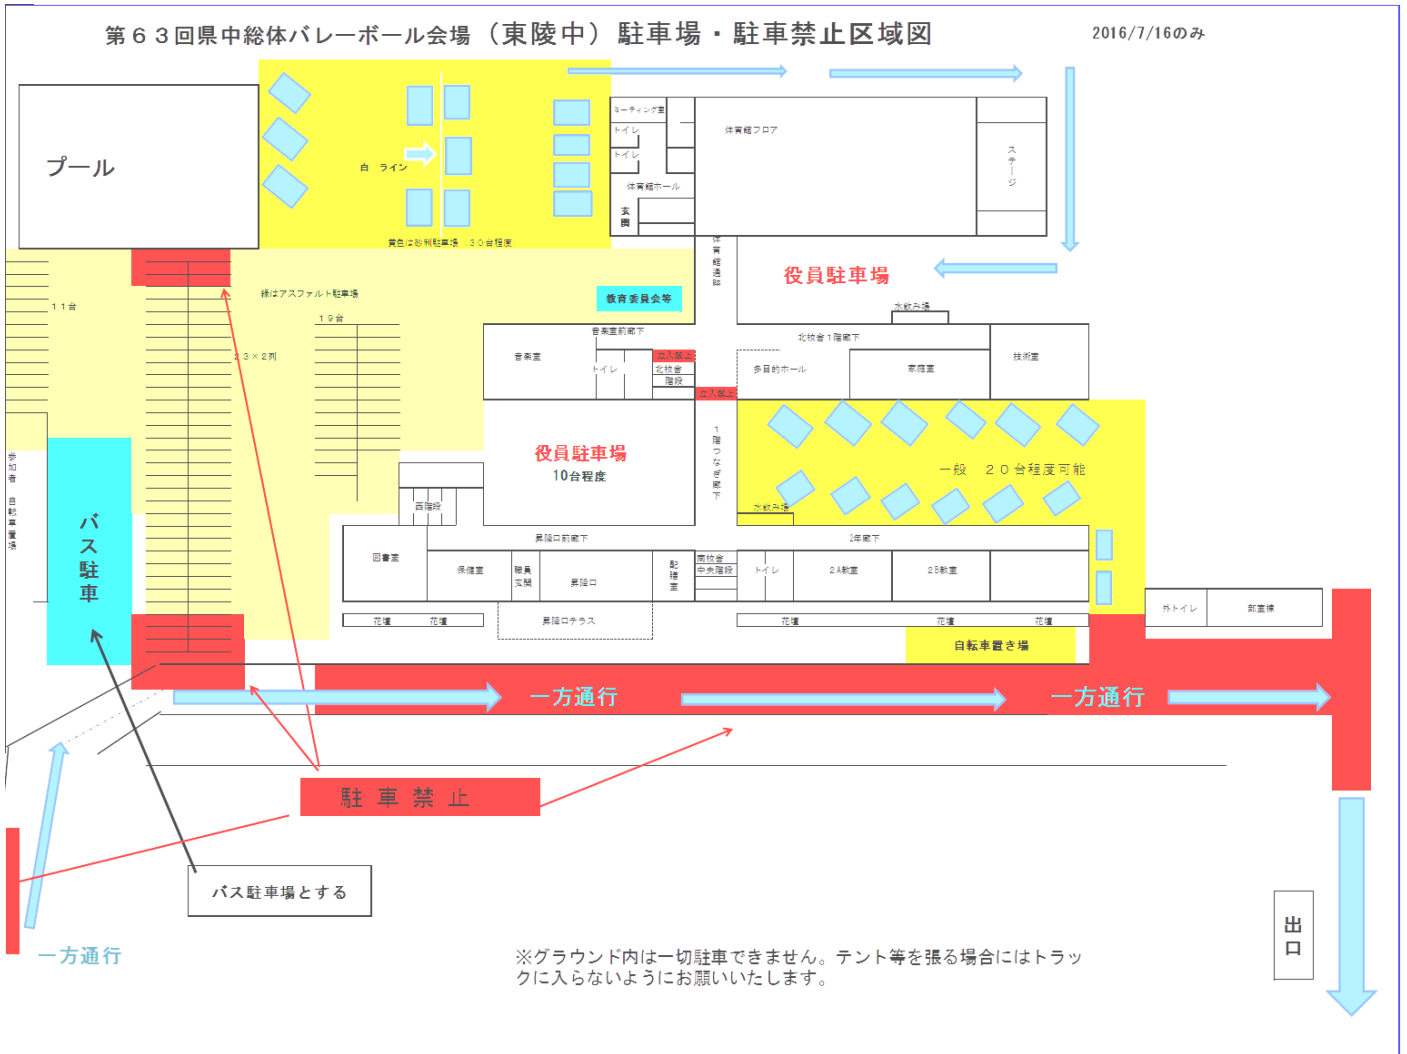 第６３回県中総体バレーボール会場（東陵中）駐車場・駐車禁止区域図
2016/7/16のみ
プール
白　ライン
黄色は砂利駐車場　３０台程度
ミーティング室
トイレ
トイレ
体育館ホール
玄関
体育館フロア
ステージ
体育館通路
役員駐車場
水飲み場
教育委員会等
緑はアスファルト駐車場
１１台
１９台
２３×２列
音楽室前廊下
音楽室
トイレ
立入禁止
北校舎
階段
立入禁止
北校舎１階廊下
多目的ホール
家庭室
技術室
役員駐車場
10台程度
１階つなぎ廊下
一般　２０台程度可能
水飲み場
参加者　自転車置場
バス駐車
西階段
図書室
昇降口前廊下
保健室
職員玄関
昇降口
配膳室
南校舎
中央階段
トイレ
2年廊下
2A教室
2B教室
外トイレ
部室棟
花壇
花壇
昇降口テラス
花壇
花壇
花壇
自転車置き場
一方通行
一方通行
駐車禁止
バス駐車場とする
一方通行
出口
※グラウンド内は一切駐車できません。テント等を張る場合にはトラッ
クに入らないようにお願いいたします。